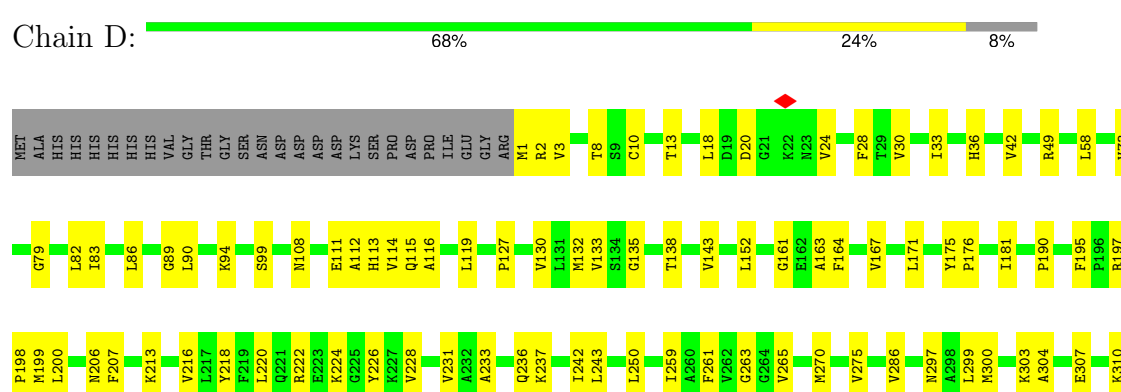 Chain D:
68% 24% 8%
MET ALA HIS HIS HIS HIS HIS HIS VAL GLY THR GLY SER ASN ASP ASP ASP ASP LYS SER PRO ASP PRO ILE GLU GLY ARG M1 R2 V3 T8 S9 C10 T13 L18 D19 D20 G21 K22 N23 V24 F28 T29 V30 I33 H36 V42 R49 L58
G79 L82 I83 L86 G89 L90 K94 S99 N108 E111 A112 H113 V114 Q115 A116 L119 P127 V130 L131 M132 V133 S134 G135 T138 V143 L152 G161 E162 A163 F164 V167 L171 Y175 P176 I181 P190 F195 P196 R197
P198 M199 L200 N206 F207 K213 V216 L217 Y218 F219 L220 Q221 R222 E223 K224 G225 Y226 K227 V228 V231 A232 A233 Q236 K237 I242 L243 L250 I259 A260 F261 V262 G263 G264 V265 M270 V275 V286 N297 A298 L299 M300 K303 A304 E307 K310